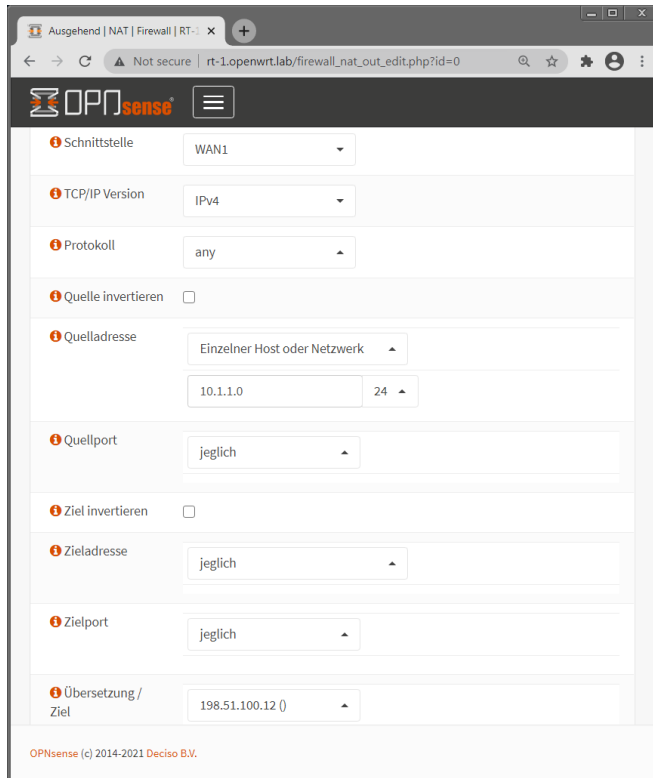 Ausgehend | NAT | Firewall | RT-
Not secure | rt-1.openwrt.lab/firewall_nat_out_edit.php?id=0
OPNsense®
Schnittstelle WAN1
TCP/IP Version IPv4
Protokoll any
Quelle invertieren
Quelladresse Einzelner Host oder Netzwerk
10.1.1.0 24
Quellport jeglich
Ziel invertieren
Zieladresse jeglich
Zielport jeglich
Übersetzung /
Ziel 198.51.100.12 ()
OPNsense (c) 2014-2021 Deciso B.V.